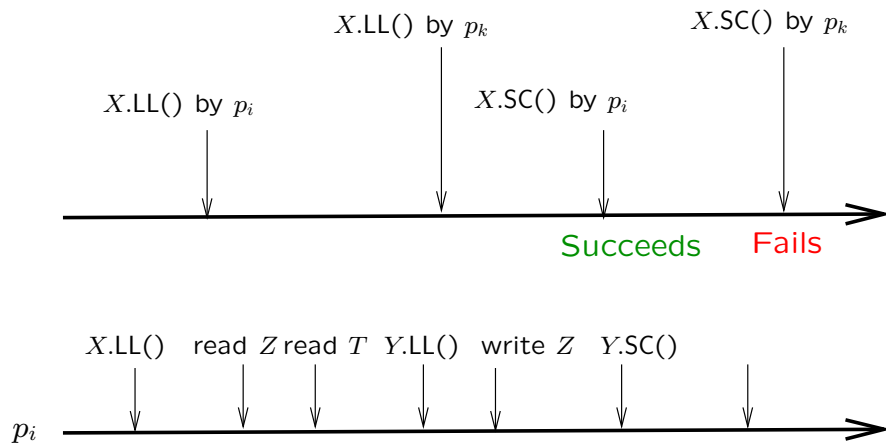 X.LL() by p_k
X.SC() by p_k
X.LL() by p_i
X.SC() by p_i
Succeeds
Fails
X.LL() read Z read T Y.LL() write Z Y.SC()
p_i